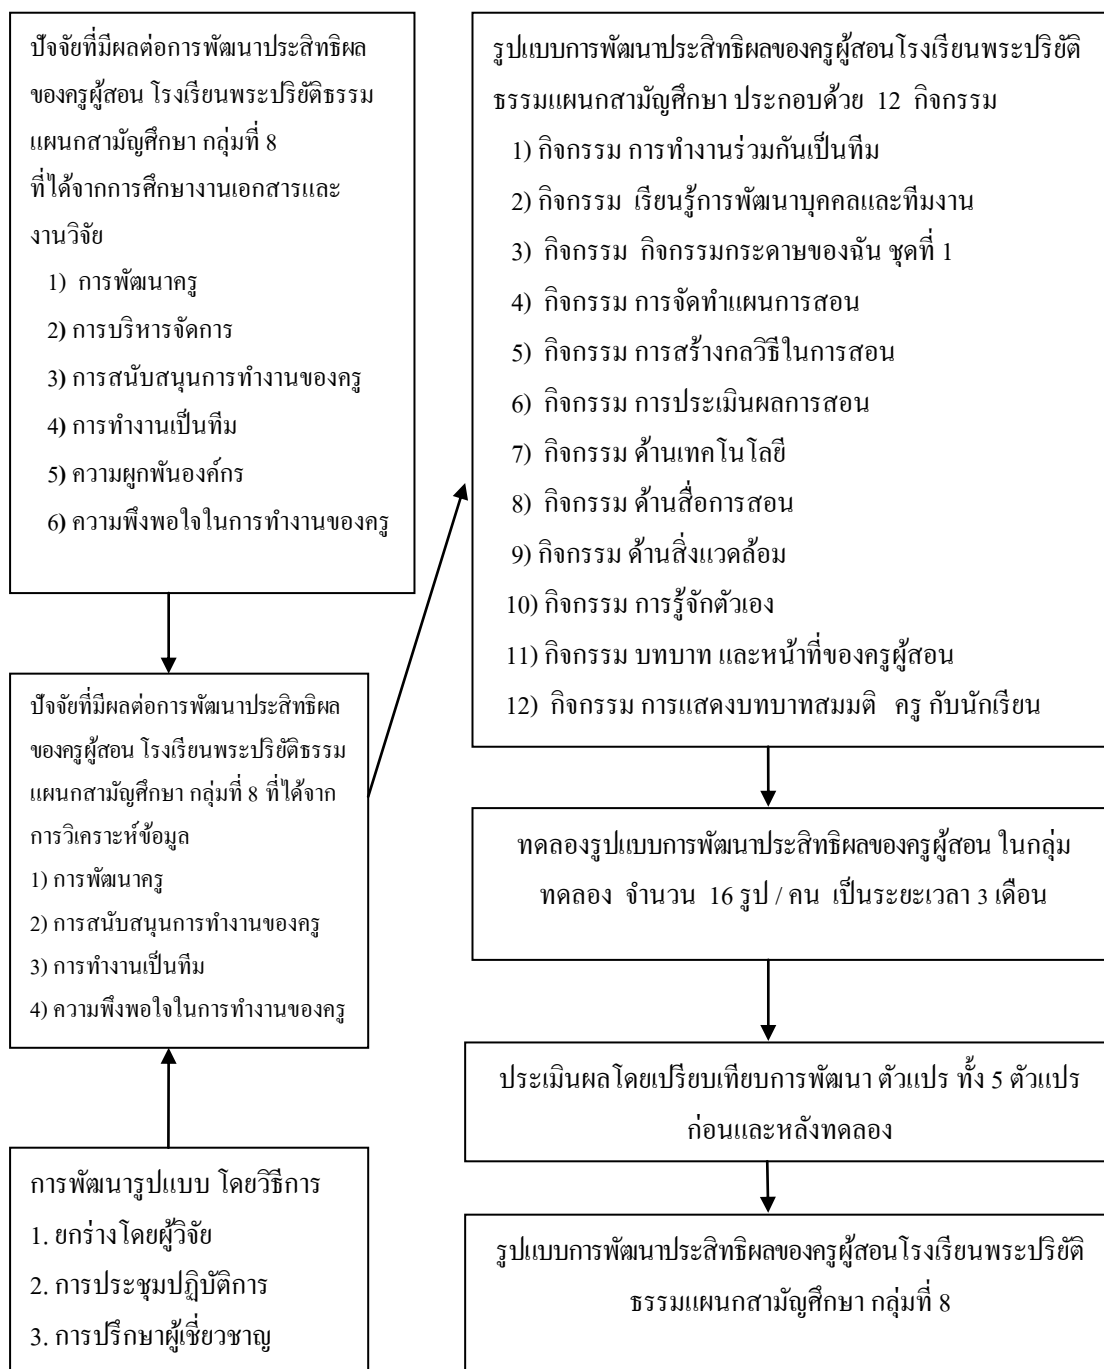 ปัจจัยที่มีผลต่อการพัฒนาประสิทธิผล
ของครูผู้สอน โรงเรียนพระปริยัติธรรม
แผนกสามัญศึกษา กลุ่มที่ 8
ที่ได้จากการศึกษางานเอกสารและ
งานวิจัย
1) การพัฒนาครู
2) การบริหารจัดการ
3) การสนับสนุนการทำงานของครู
4) การทำงานเป็นทีม
5) ความผูกพันองค์กร
6) ความพึงพอใจในการทำงานของครู
ปัจจัยที่มีผลต่อการพัฒนาประสิทธิผล
ของครูผู้สอน โรงเรียนพระปริยัติธรรม
แผนกสามัญศึกษา กลุ่มที่ 8 ที่ได้จาก
การวิเคราะห์ข้อมูล
1) การพัฒนาครู
2) การสนับสนุนการทำงานของครู
3) การทำงานเป็นทีม
4) ความพึงพอใจในการทำงานของครู
การพัฒนารูปแบบ โดยวิธีการ
1. ยกร่างโดยผู้วิจัย
2. การประชุมปฏิบัติการ
3. การปรึกษาผู้เชี่ยวชาญ
รูปแบบการพัฒนาประสิทธิผลของครูผู้สอนโรงเรียนพระปริยัติ
ธรรมแผนกสามัญศึกษา ประกอบด้วย 12 กิจกรรม
1) กิจกรรม การทำงานร่วมกันเป็นทีม
2) กิจกรรม เรียนรู้การพัฒนาบุคคลและทีมงาน
3) กิจกรรม กิจกรรมกระดาษของฉัน ชุดที่ 1
4) กิจกรรม การจัดทำแผนการสอน
5) กิจกรรม การสร้างกลวิธีในการสอน
6) กิจกรรม การประเมินผลการสอน
7) กิจกรรม ด้านเทคโนโลยี
8) กิจกรรม ด้านสื่อการสอน
9) กิจกรรม ด้านสิ่งแวดล้อม
10) กิจกรรม การรู้จักตัวเอง
11) กิจกรรม บทบาท และหน้าที่ของครูผู้สอน
12) กิจกรรม การแสดงบทบาทสมมติ ครู กับนักเรียน
ทดลองรูปแบบการพัฒนาประสิทธิผลของครูผู้สอน ในกลุ่ม
ทดลอง จำนวน 16 รูป / คน เป็นระยะเวลา 3 เดือน
ประเมินผลโดยเปรียบเทียบการพัฒนา ตัวแปร ทั้ง 5 ตัวแปร
ก่อนและหลังทดลอง
รูปแบบการพัฒนาประสิทธิผลของครูผู้สอนโรงเรียนพระปริยัติ
ธรรมแผนกสามัญศึกษา กลุ่มที่ 8